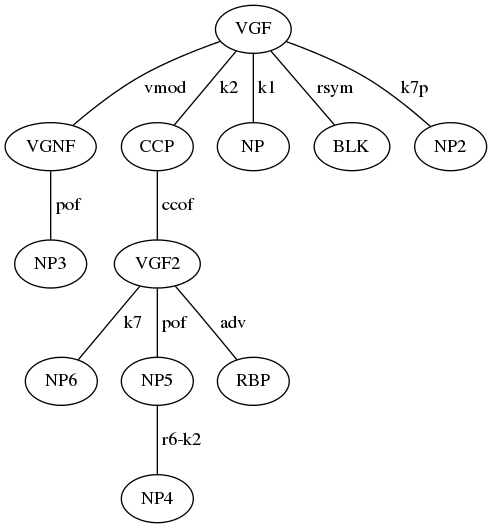 VGF
vmod k2 k1 rsym k7p
VGNF CCP NP BLK NP2
pof ccof
NP3 VGF2
k7 pof adv
NP6 NP5 RBP
r6-k2
NP4